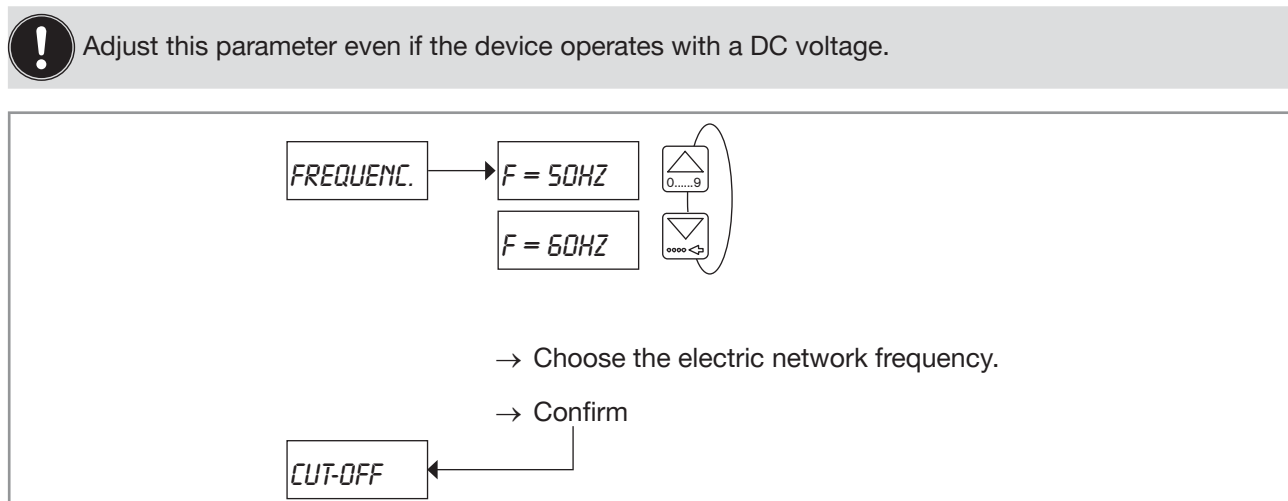 Adjust this parameter even if the device operates with a DC voltage.
FREQUENC.
F = 50HZ
0......9
F = 60HZ
→ Choose the electric network frequency.
→ Confirm
CUT-OFF